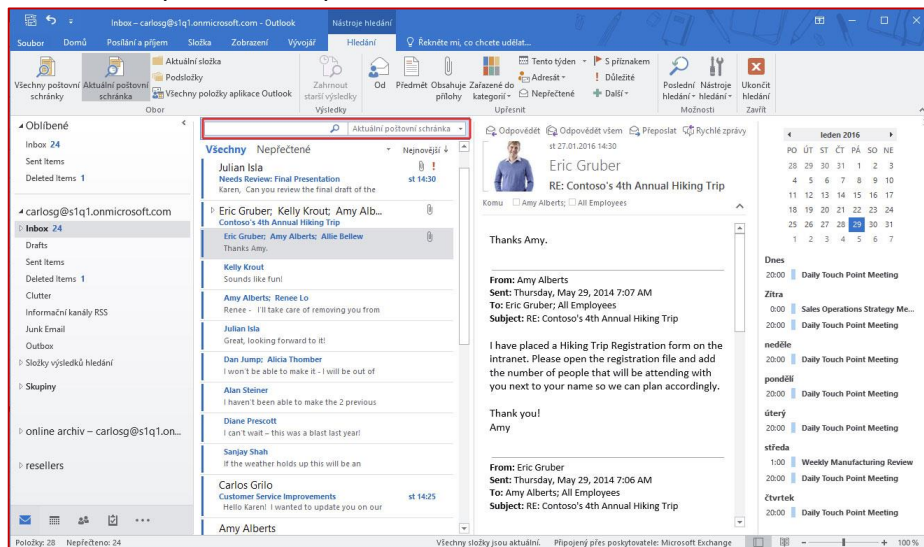 Inbox – carlosg@s1q1.onmicrosoft.com - Outlook
Nástroje hledání
Soubor Domů Posílání a příjem Složka Zobrazení Vývojář Hledání Řekněte mi, co chcete udělat...
Všechny poštovní schránky
Aktuální poštovní schránka
Aktuální složka
Podsložky
Všechny položky aplikace Outlook
Obor
Zahrnout starší výsledky
Výsledky
Od
Předmět
Obsahuje přílohy
Zařazené do kategorií
Tento týden
Adresát
Nepřečtené
S příznakem
Důležité
Další
Upřesnit
Poslední hledání
Nástroje hledání
Možnosti
Ukončit hledání
Zavřít
Oblíbené
Inbox 24
Sent Items
Deleted Items 1
carlosg@s1q1.onmicrosoft.com
Inbox 24
Drafts
Sent Items
Deleted Items 1
Clutter
Informační kanály RSS
Junk Email
Outbox
Složky výsledků hledání
Skupiny
online archiv – carlosg@s1q1.on...
resellers
Aktuální poštovní schránka
Všechny Nepřečtené Nejnovější
Julian Isla
Needs Review: Final Presentation st 14:30
Karen, Can you review the final draft of the
Eric Gruber; Kelly Krout; Amy Alb...
Contoso's 4th Annual Hiking Trip
Eric Gruber; Amy Alberts; Allie Bellew
Thanks Amy.
Kelly Krout
Sounds like fun!
Amy Alberts; Renee Lo
Renee - I'll take care of removing you from
Julian Isla
Great, looking forward to it!
Dan Jump; Alicia Thomber
I won't be able to make it - I will be out of
Alan Steiner
I haven't been able to make the 2 previous
Diane Prescott
I can't wait – this was a blast last year!
Sanjay Shah
If the weather holds up this will be an
Carlos Grilo
Customer Service Improvements st 14:25
Hello Karen! I wanted to update you on our
Amy Alberts
Odpovědět Odpovědět všem Přeposlat Rychlé zprávy
st 27.01.2016 14:30
Eric Gruber
RE: Contoso's 4th Annual Hiking Trip
Komu Amy Alberts; All Employees
Thanks Amy.
From: Amy Alberts
Sent: Thursday, May 29, 2014 7:07 AM
To: Eric Gruber; All Employees
Subject: RE: Contoso's 4th Annual Hiking Trip
I have placed a Hiking Trip Registration form on the
intranet. Please open the registration file and add
the number of people that will be attending with
you next to your name so we can plan accordingly.
Thank you!
Amy
From: Eric Gruber
Sent: Thursday, May 29, 2014 7:06 AM
To: Amy Alberts; All Employees
Subject: RE: Contoso's 4th Annual Hiking Trip
leden 2016
PO ÚT ST ČT PÁ SO NE
28 29 30 31 1 2 3
4 5 6 7 8 9 10
11 12 13 14 15 16 17
18 19 20 21 22 23 24
25 26 27 28 29 30 31
1 2 3 4 5 6 7
Dnes
20:00 Daily Touch Point Meeting
Zítra
0:00 Sales Operations Strategy Me...
20:00 Daily Touch Point Meeting
neděle
20:00 Daily Touch Point Meeting
pondělí
20:00 Daily Touch Point Meeting
úterý
20:00 Daily Touch Point Meeting
středa
1:00 Weekly Manufacturing Review
20:00 Daily Touch Point Meeting
čtvrtek
20:00 Daily Touch Point Meeting
Položky: 28 Nepřečteno: 24
Všechny složky jsou aktuální. Připojený přes poskytovatele: Microsoft Exchange
100 %